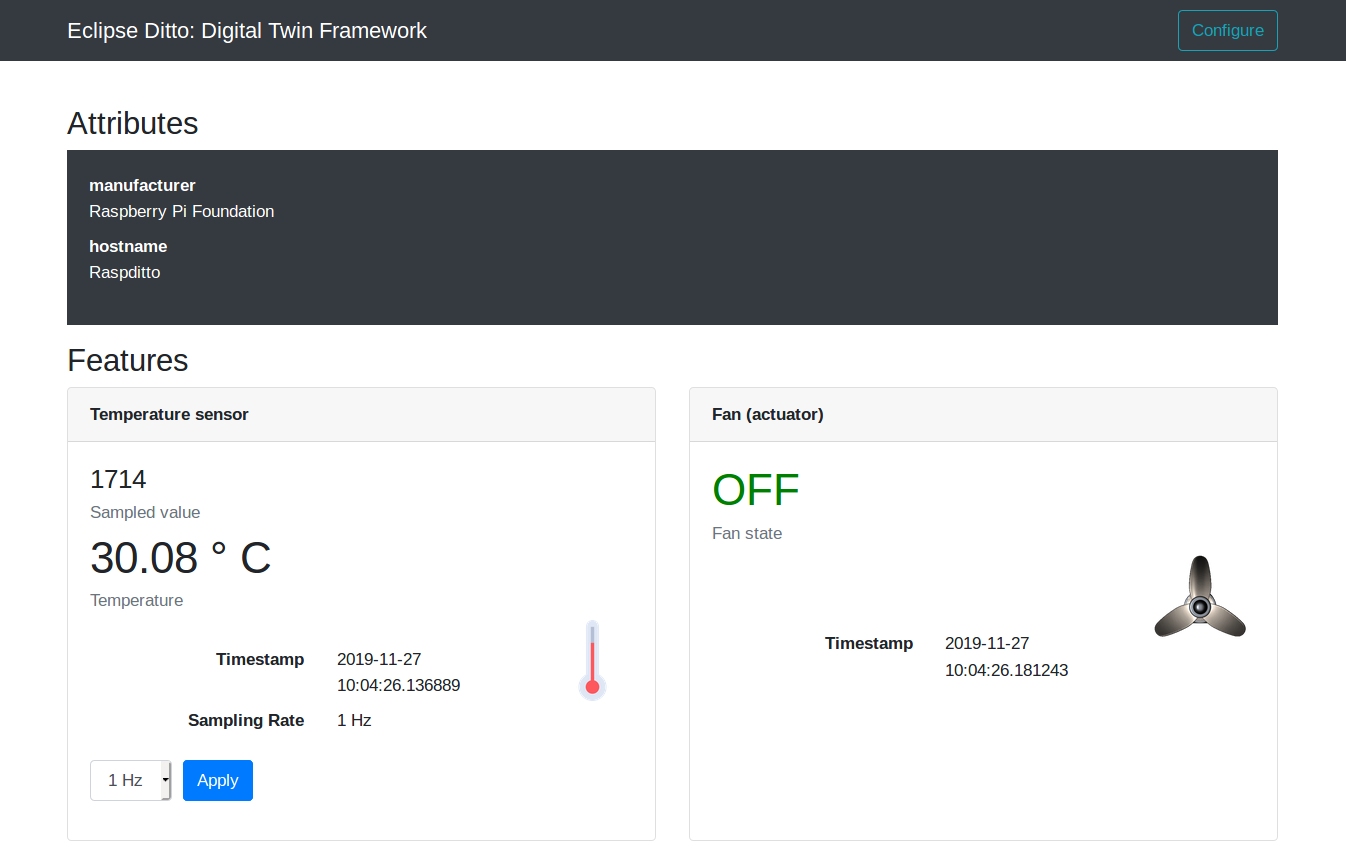 Eclipse Ditto: Digital Twin Framework
Configure
Attributes
manufacturer
Raspberry Pi Foundation
hostname
Raspditto
Features
Temperature sensor
1714
Sampled value
30.08 ° C
Temperature
Timestamp 2019-11-27
10:04:26.136889
Sampling Rate 1 Hz
1 Hz Apply
Fan (actuator)
OFF
Fan state
Timestamp 2019-11-27
10:04:26.181243